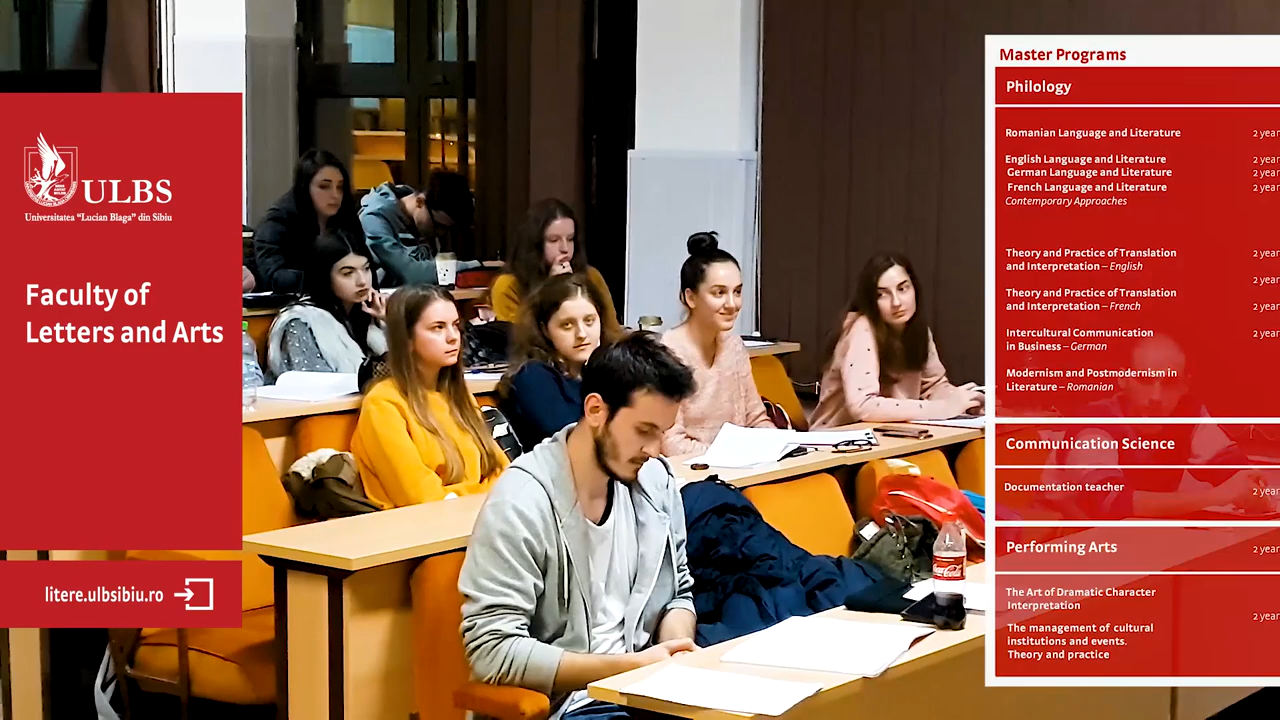 ULBS
Universitatea "Lucian Blaga" din Sibiu
Faculty of
Letters and Arts
litere.ulbsibiu.ro
Master Programs
Philology
Romanian Language and Literature 2 year
English Language and Literature 2 year
German Language and Literature 2 year
French Language and Literature 2 year
Contemporary Approaches
Theory and Practice of Translation 2 year
and Interpretation – English
2 year
Theory and Practice of Translation
and Interpretation – French 2 year
Intercultural Communication 2 year
in Business – German
Modernism and Postmodernism in
Literature – Romanian
Communication Science
Documentation teacher 2 year
Performing Arts 2 year
The Art of Dramatic Character
Interpretation
2 year
The management of cultural
institutions and events.
Theory and practice
Coca-Cola